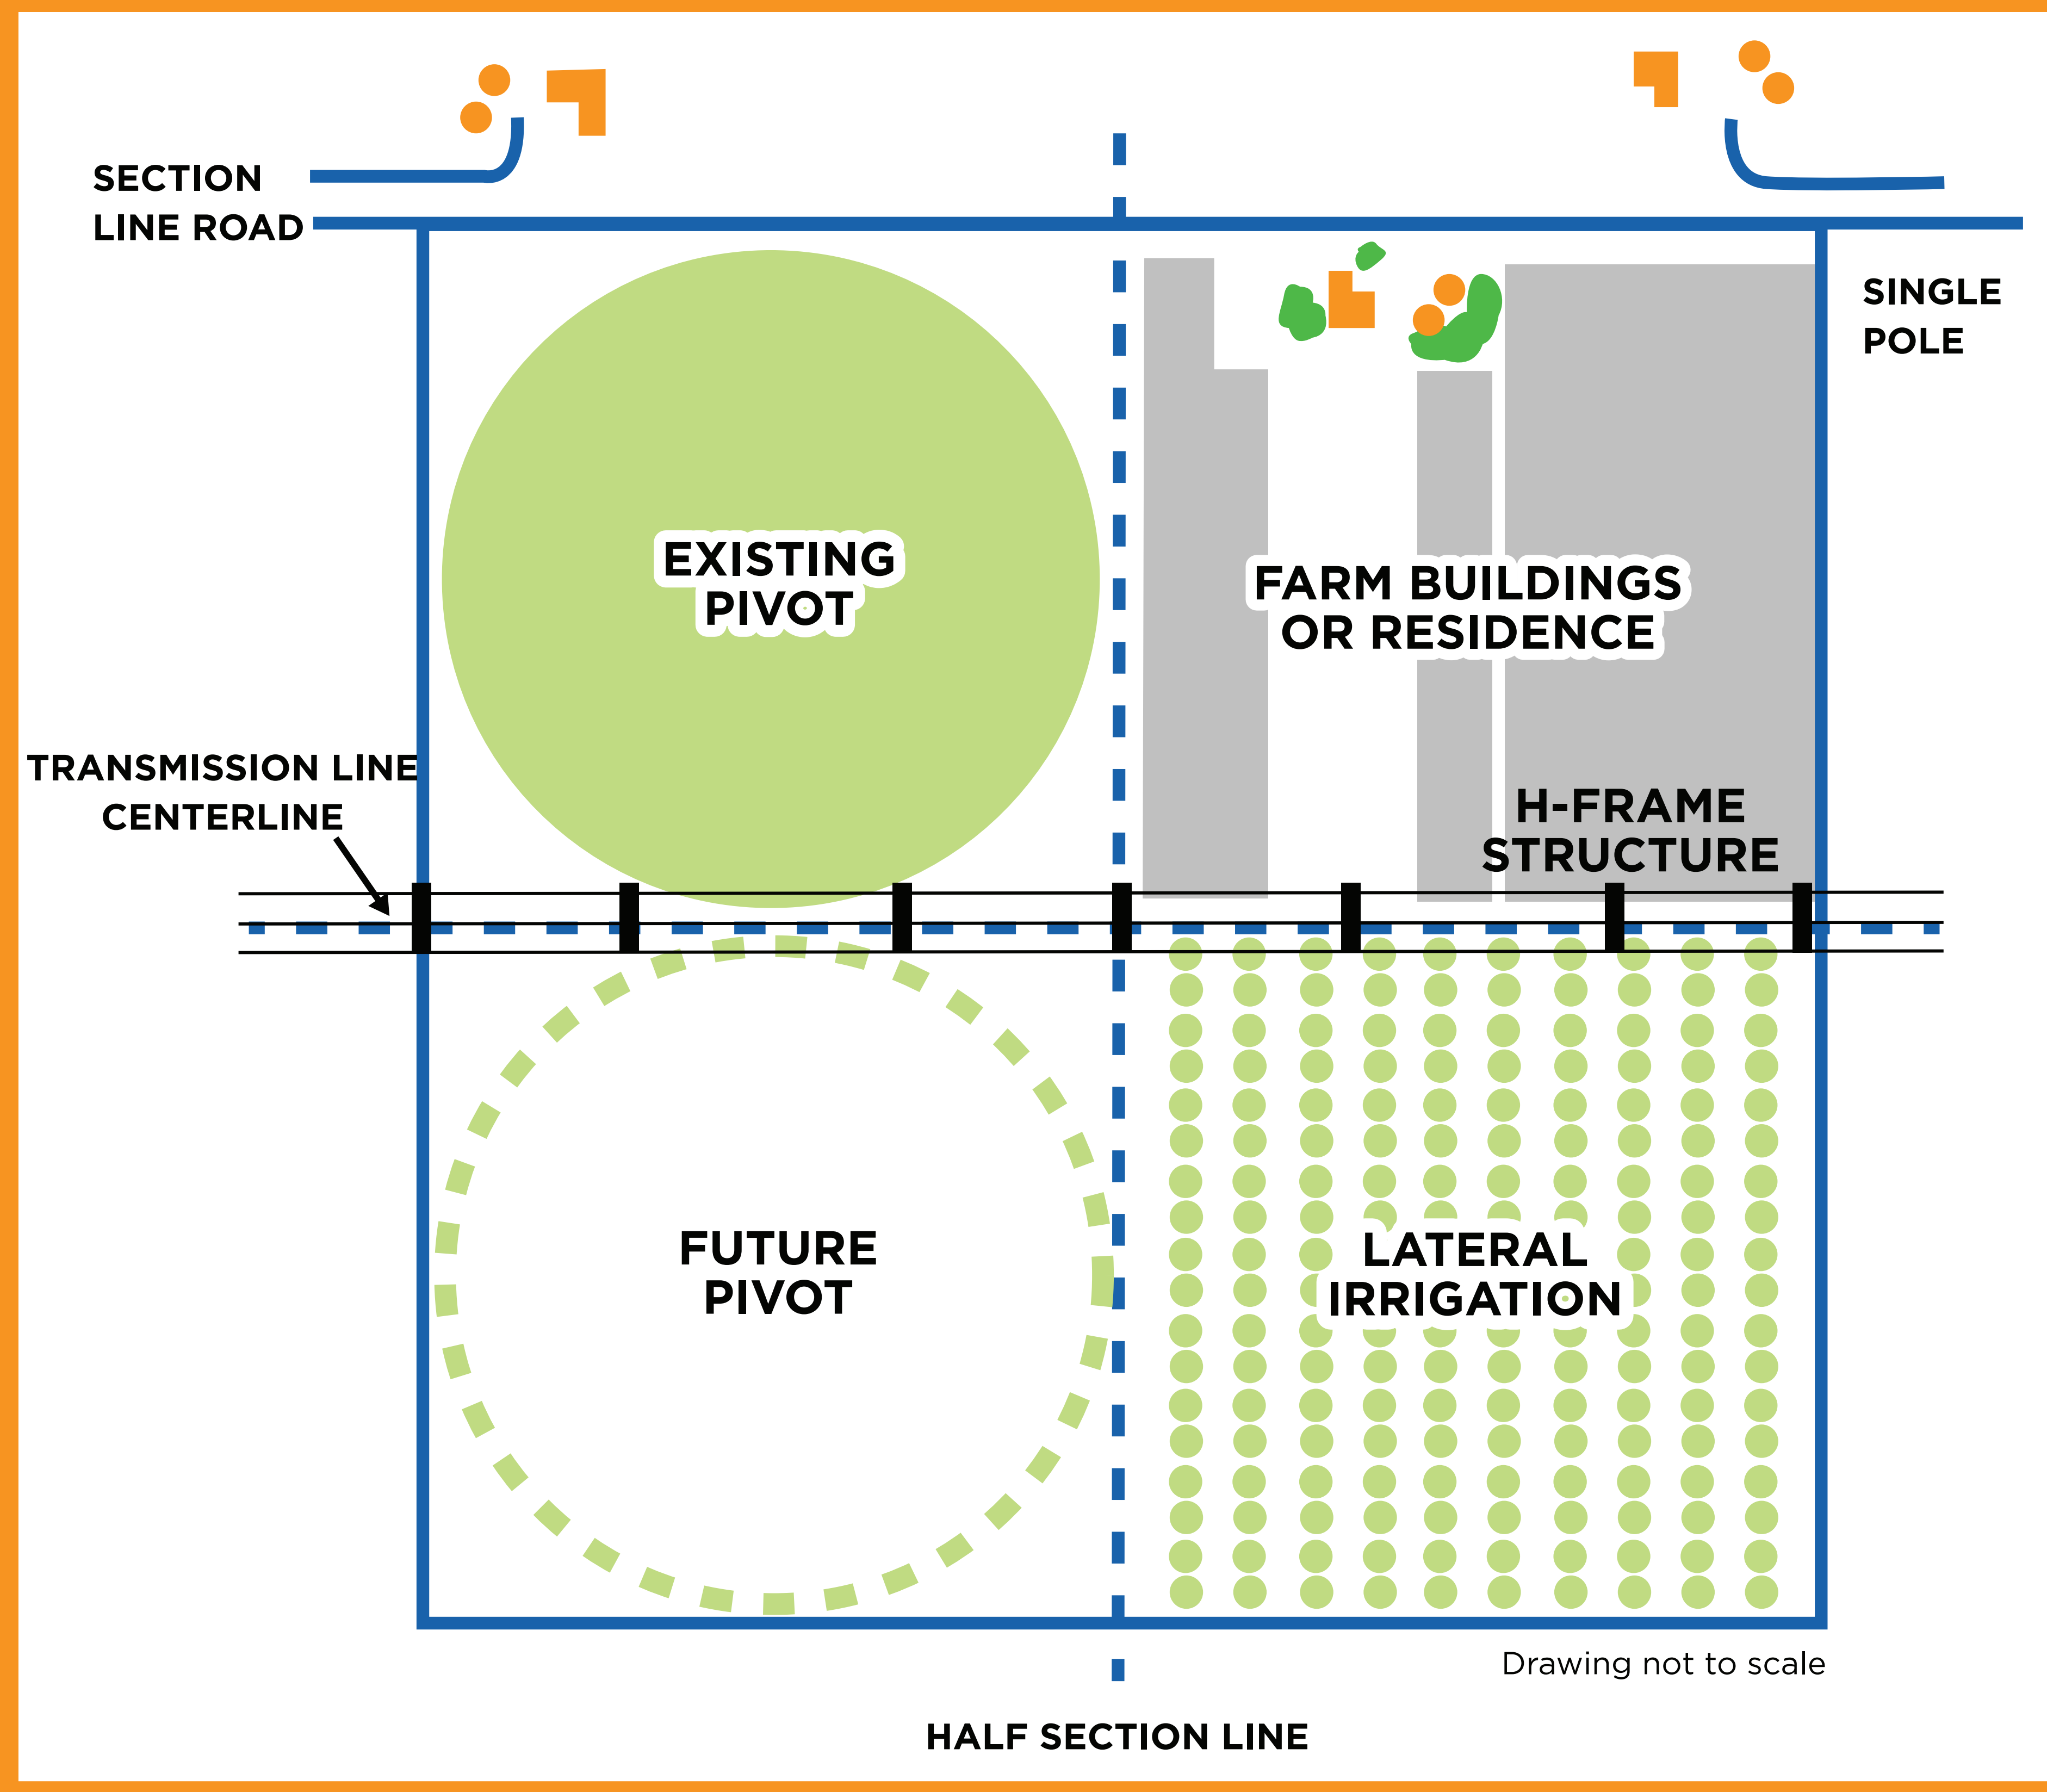 SECTION
LINE ROAD
SINGLE
POLE
EXISTING
PIVOT
FARM BUILDINGS
OR RESIDENCE
TRANSMISSION LINE
CENTERLINE
H-FRAME
STRUCTURE
FUTURE
PIVOT
LATERAL
IRRIGATION
Drawing not to scale
HALF SECTION LINE